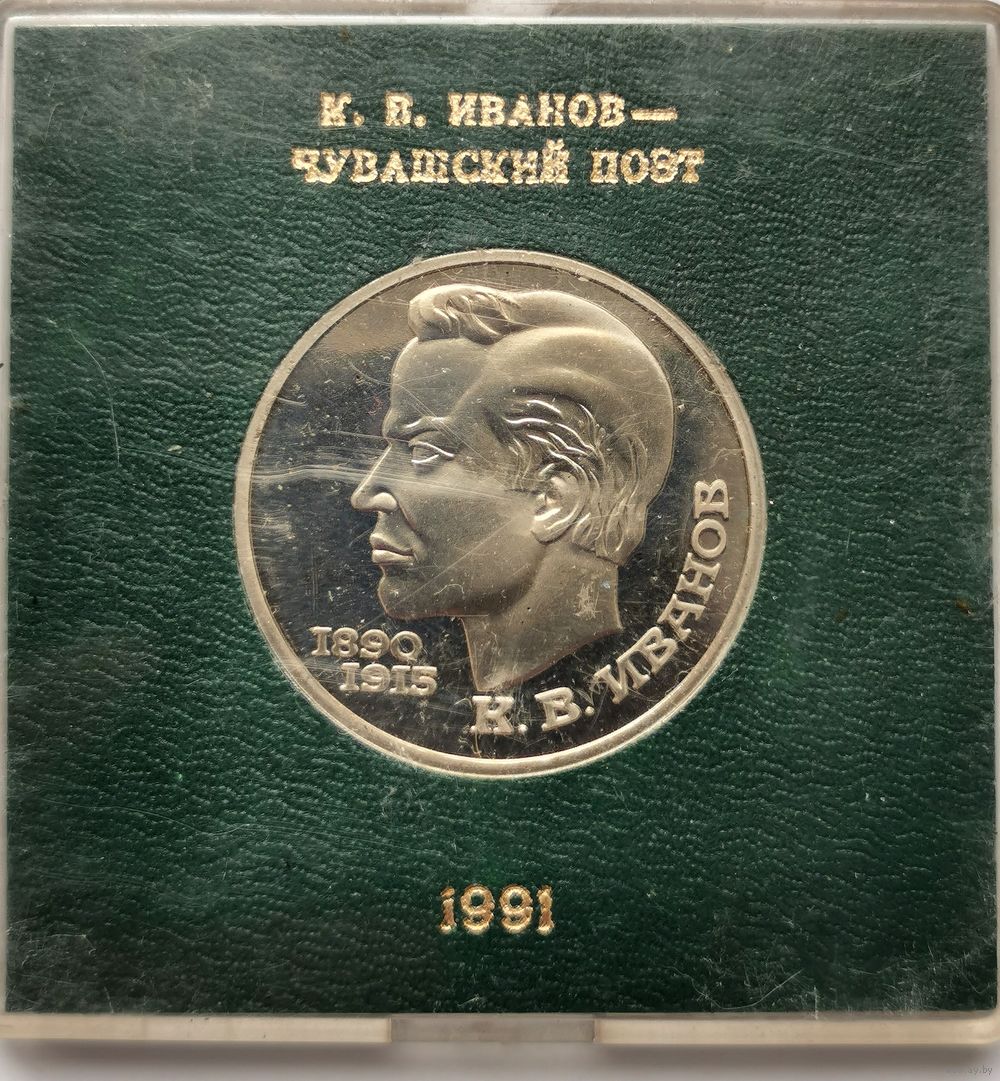 К. В. ИВАНОВ—
ЧУВАШСКИЙ ПОЭТ
1890
1915
К. В. ИВАНОВ
1991